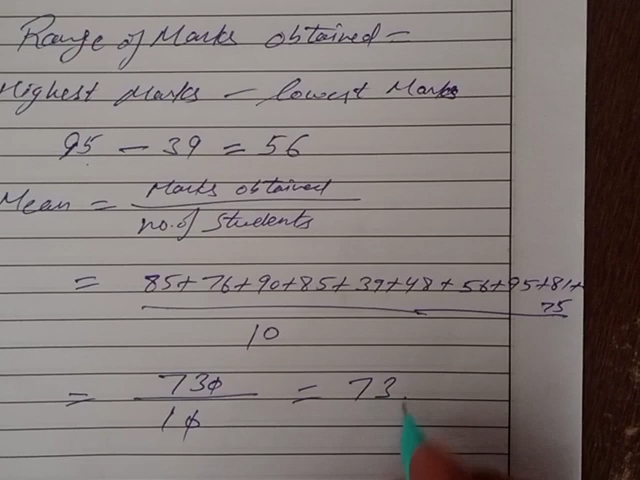 Range of Marks obtained =
Highest Marks - lowest Marks
95 - 39 = 56
Mean = Marks obtained
no. of Students
= 85+76+90+85+39+48+56+95+81+
75
10
= 730 = 73.
10